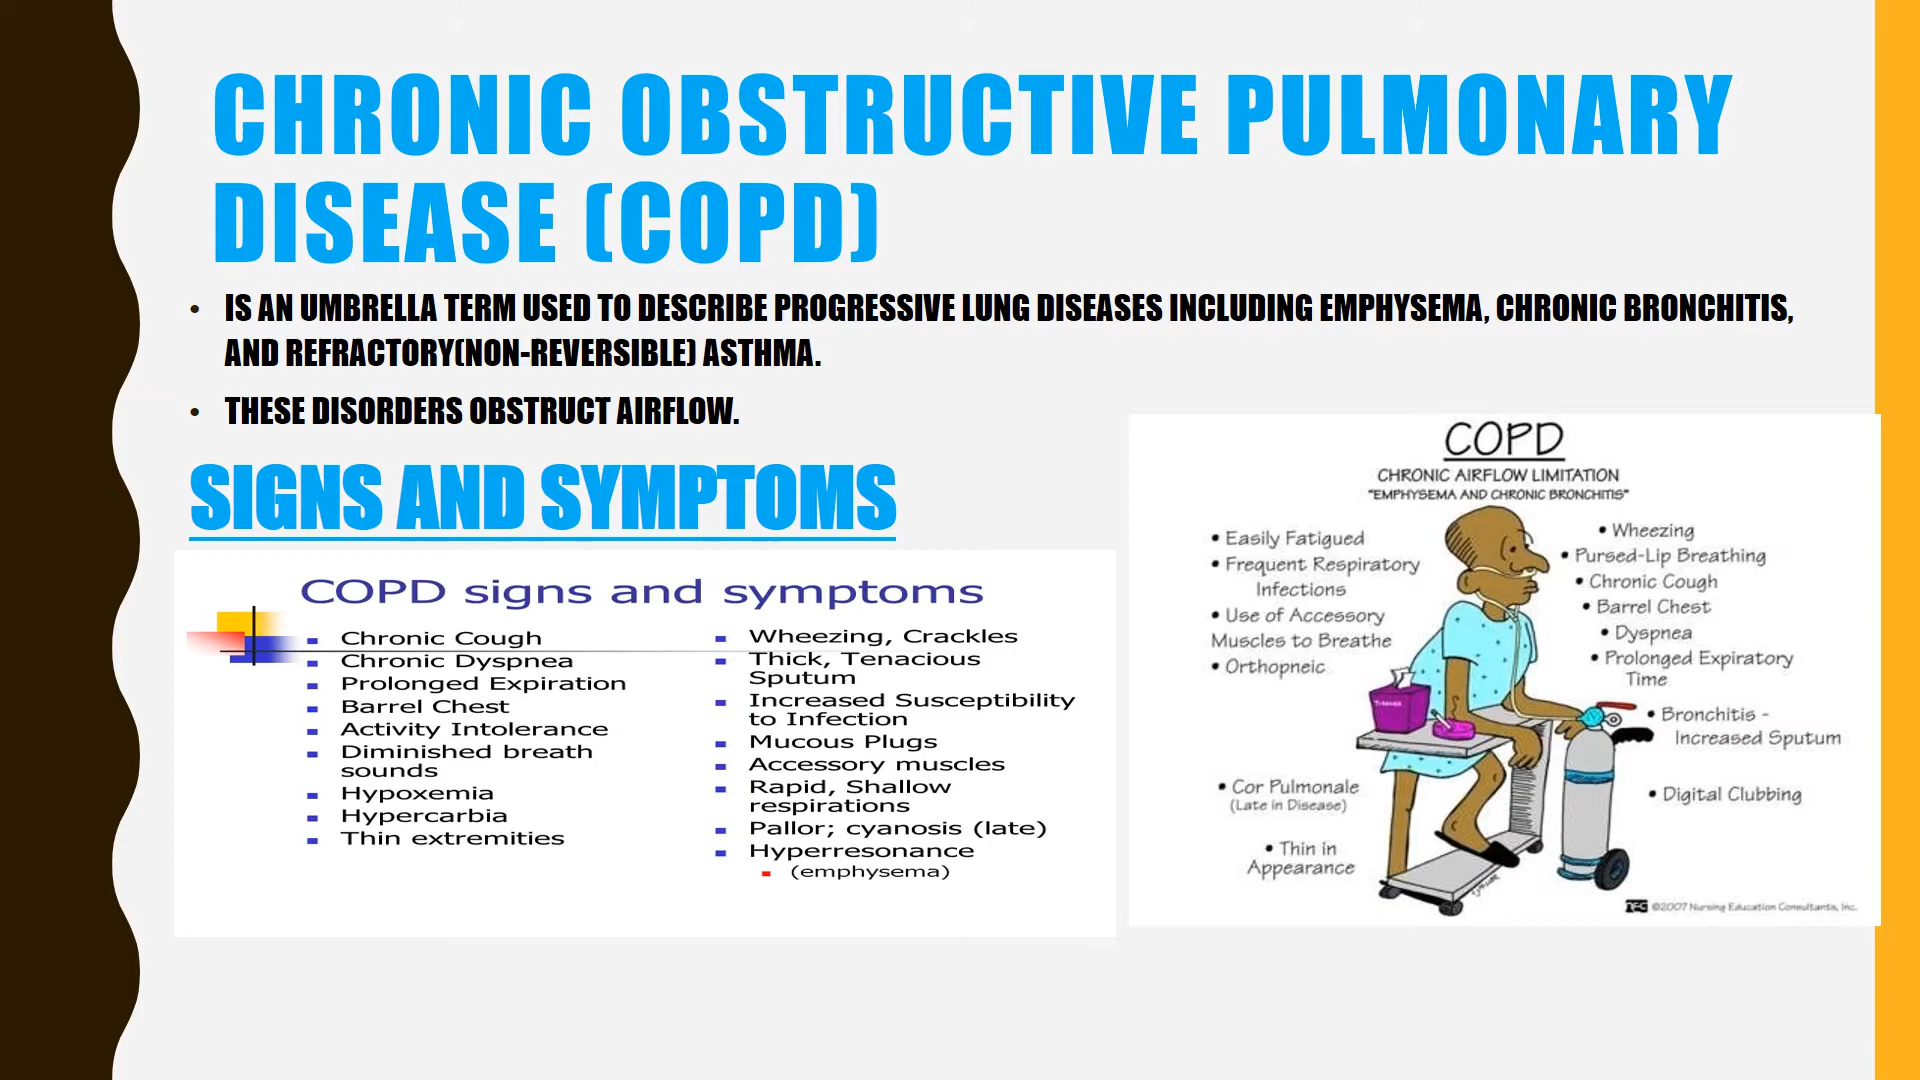 CHRONIC OBSTRUCTIVE PULMONARY
DISEASE (COPD)
• IS AN UMBRELLA TERM USED TO DESCRIBE PROGRESSIVE LUNG DISEASES INCLUDING EMPHYSEMA, CHRONIC BRONCHITIS,
AND REFRACTORY(NON-REVERSIBLE) ASTHMA.
• THESE DISORDERS OBSTRUCT AIRFLOW.
SIGNS AND SYMPTOMS
COPD signs and symptoms
Chronic Cough
Chronic Dyspnea
Prolonged Expiration
Barrel Chest
Activity Intolerance
Diminished breath
sounds
Hypoxemia
Hypercarbia
Thin extremities
Wheezing, Crackles
Thick, Tenacious
Sputum
Increased Susceptibility
to Infection
Mucous Plugs
Accessory muscles
Rapid, Shallow
respirations
Pallor; cyanosis (late)
Hyperresonance
(emphysema)
COPD
CHRONIC AIRFLOW LIMITATION
"EMPHYSEMA AND CHRONIC BRONCHITIS"
• Easily Fatigued
• Frequent Respiratory
Infections
• Use of Accessory
Muscles to Breathe
• Orthopneic
• Cor Pulmonale
(Late in Disease)
• Thin in
Appearance
• Wheezing
• Pursed-Lip Breathing
• Chronic Cough
• Barrel Chest
• Dyspnea
• Prolonged Expiratory
Time
• Bronchitis -
Increased Sputum
• Digital Clubbing
NEC ©2007 Nursing Education Consultants, Inc.